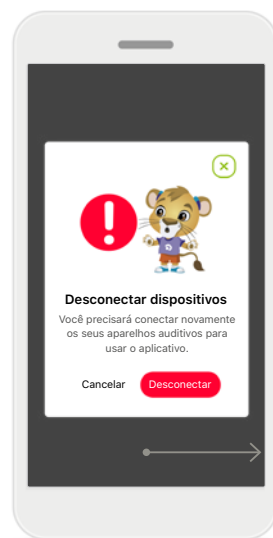 Desconectar dispositivos
Você precisará conectar novamente
os seus aparelhos auditivos para
usar o aplicativo.
Cancelar Desconectar